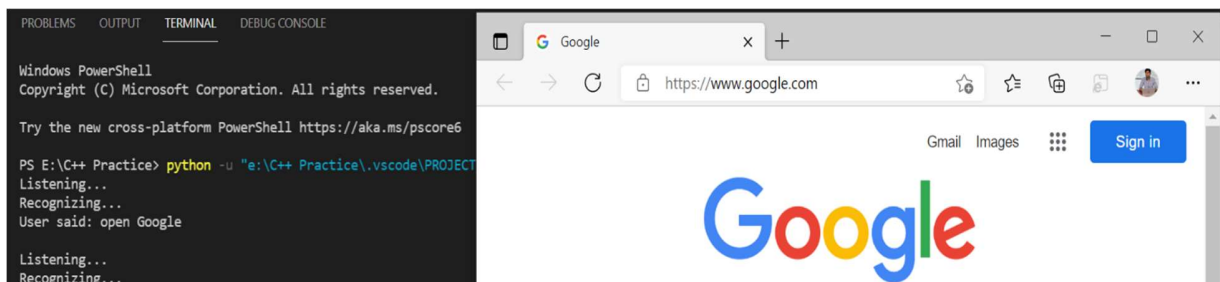 PROBLEMS OUTPUT TERMINAL DEBUG CONSOLE
Windows PowerShell
Copyright (C) Microsoft Corporation. All rights reserved.
Try the new cross-platform PowerShell https://aka.ms/pscore6
PS E:\C++ Practice> python -u "e:\C++ Practice\.vscode\PROJECT
Listening...
Recognizing...
User said: open Google
Listening...
Recognizing...
Google
https://www.google.com
Gmail Images Sign in
Google